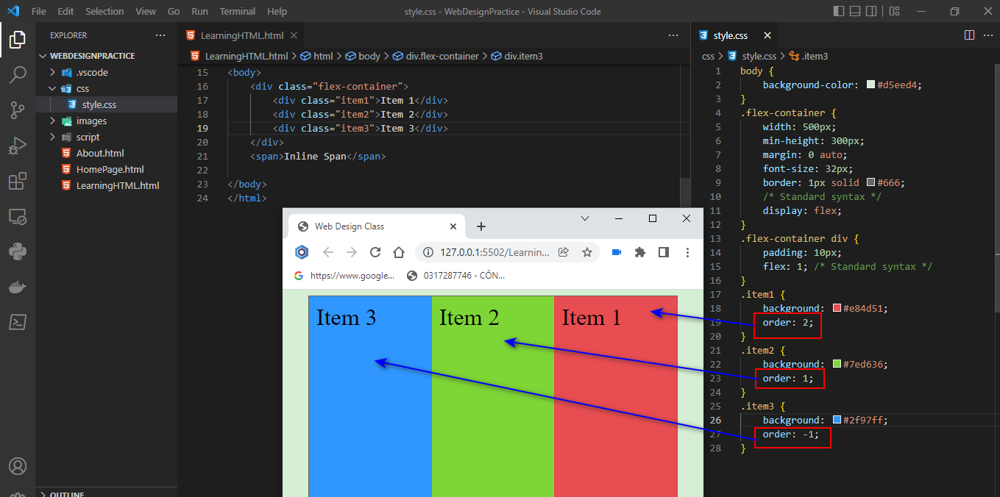 File Edit Selection View Go Run Terminal Help
style.css - WebDesignPractice - Visual Studio Code
EXPLORER
WEBDESIGNPRACTICE
.vscode
css
style.css
images
script
About.html
HomePage.html
LearningHTML.html
OUTLINE
LearningHTML.html
LearningHTML.html > html > body > div.flex-container > div.item3
15 <body>
16 <div class="flex-container">
17 <div class="item1">Item 1</div>
18 <div class="item2">Item 2</div>
19 <div class="item3">Item 3</div>
20 </div>
21 <span>Inline Span</span>
22
23 </body>
24 </html>
Web Design Class
127.0.0.1:5502/Learnin...
https://www.google...
0317287746 - CÔN...
Item 3 Item 2 Item 1
style.css
css > style.css > .item3
1 body {
2 background-color: #d5eed4;
3 }
4 .flex-container {
5 width: 500px;
6 min-height: 300px;
7 margin: 0 auto;
8 font-size: 32px;
9 border: 1px solid #666;
10 /* Standard syntax */
11 display: flex;
12 }
13 .flex-container div {
14 padding: 10px;
15 flex: 1; /* Standard syntax */
16 }
17 .item1 {
18 background: #e84d51;
19 order: 2;
20 }
21 .item2 {
22 background: #7ed636;
23 order: 1;
24 }
25 .item3 {
26 background: #2f97ff;
27 order: -1;
28 }